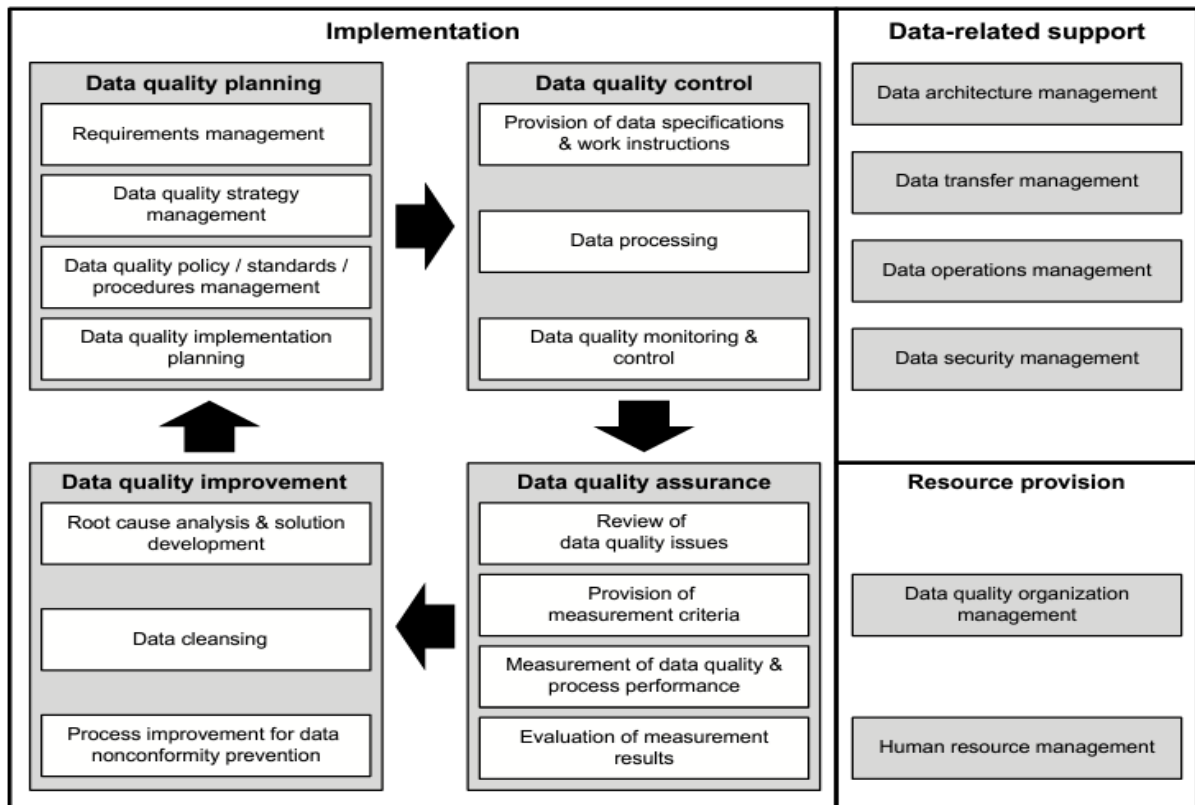 Implementation
Data quality planning
Requirements management
Data quality strategy
management
Data quality policy / standards /
procedures management
Data quality implementation
planning
Data quality control
Provision of data specifications
& work instructions
Data processing
Data quality monitoring &
control
Data quality improvement
Root cause analysis & solution
development
Data cleansing
Process improvement for data
nonconformity prevention
Data quality assurance
Review of
data quality issues
Provision of
measurement criteria
Measurement of data quality &
process performance
Evaluation of measurement
results
Data-related support
Data architecture management
Data transfer management
Data operations management
Data security management
Resource provision
Data quality organization
management
Human resource management